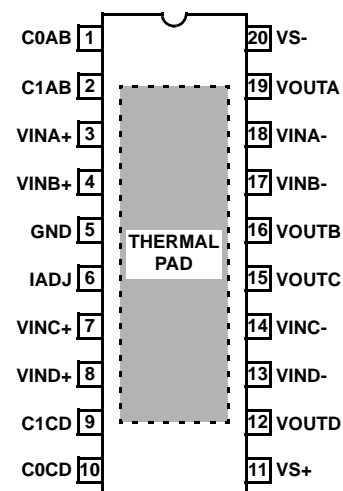 C0AB 1 20 VS-
C1AB 2 19 VOUTA
VINA+ 3 18 VINA-
VINB+ 4 17 VINB-
GND 5 16 VOUTB
THERMAL
PAD
IADJ 6 15 VOUTC
VINC+ 7 14 VINC-
VIND+ 8 13 VIND-
C1CD 9 12 VOUTD
C0CD 10 11 VS+